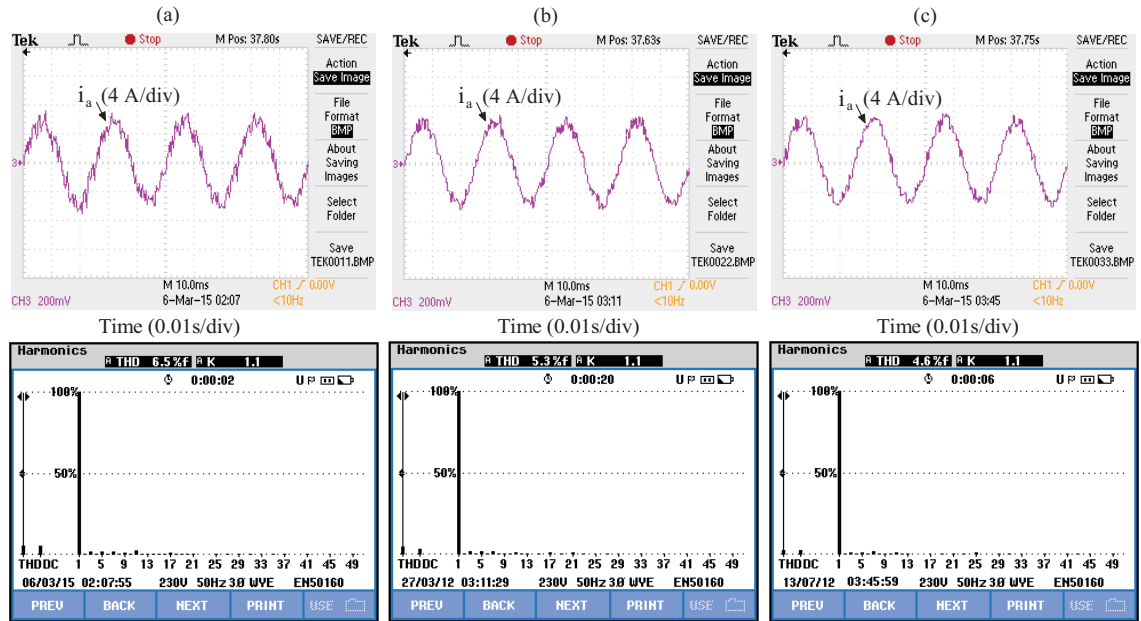 (a)
Tek Stop M Pos: 37.80s SAVE/REC
Action
Save Image
File
Format
BMP
About
Saving
Images
Select
Folder
Save
TEK0011.BMP
iₐ (4 A/div)
3
CH3 200mV M 10.0ms CH1 0.00V
6-Mar-15 02:07 <10Hz
Time (0.01s/div)
(b)
Tek Stop M Pos: 37.63s SAVE/REC
Action
Save Image
File
Format
BMP
About
Saving
Images
Select
Folder
Save
TEK0022.BMP
iₐ (4 A/div)
3
CH3 200mV M 10.0ms CH1 0.00V
6-Mar-15 03:11 <10Hz
Time (0.01s/div)
(c)
Tek Stop M Pos: 37.75s SAVE/REC
Action
Save Image
File
Format
BMP
About
Saving
Images
Select
Folder
Save
TEK0033.BMP
iₐ (4 A/div)
3
CH3 200mV M 10.0ms CH1 0.00V
6-Mar-15 03:45 <10Hz
Time (0.01s/div)
Harmonics
A THD 6.5%f A K 1.1
0:00:02 U P
100%
50%
THDDC 1 5 9 13 17 21 25 29 33 37 41 45 49
06/03/15 02:07:55 230V 50Hz 3Ø WYE EN50160
PREV BACK NEXT PRINT USE
Harmonics
A THD 5.3%f A K 1.1
0:00:20 U P
100%
50%
THDDC 1 5 9 13 17 21 25 29 33 37 41 45 49
27/03/12 03:11:29 230V 50Hz 3Ø WYE EN50160
PREV BACK NEXT PRINT USE
Harmonics
A THD 4.6%f A K 1.1
0:00:06 U P
100%
50%
THDDC 1 5 9 13 17 21 25 29 33 37 41 45 49
13/07/12 03:45:59 230V 50Hz 3Ø WYE EN50160
PREV BACK NEXT PRINT USE